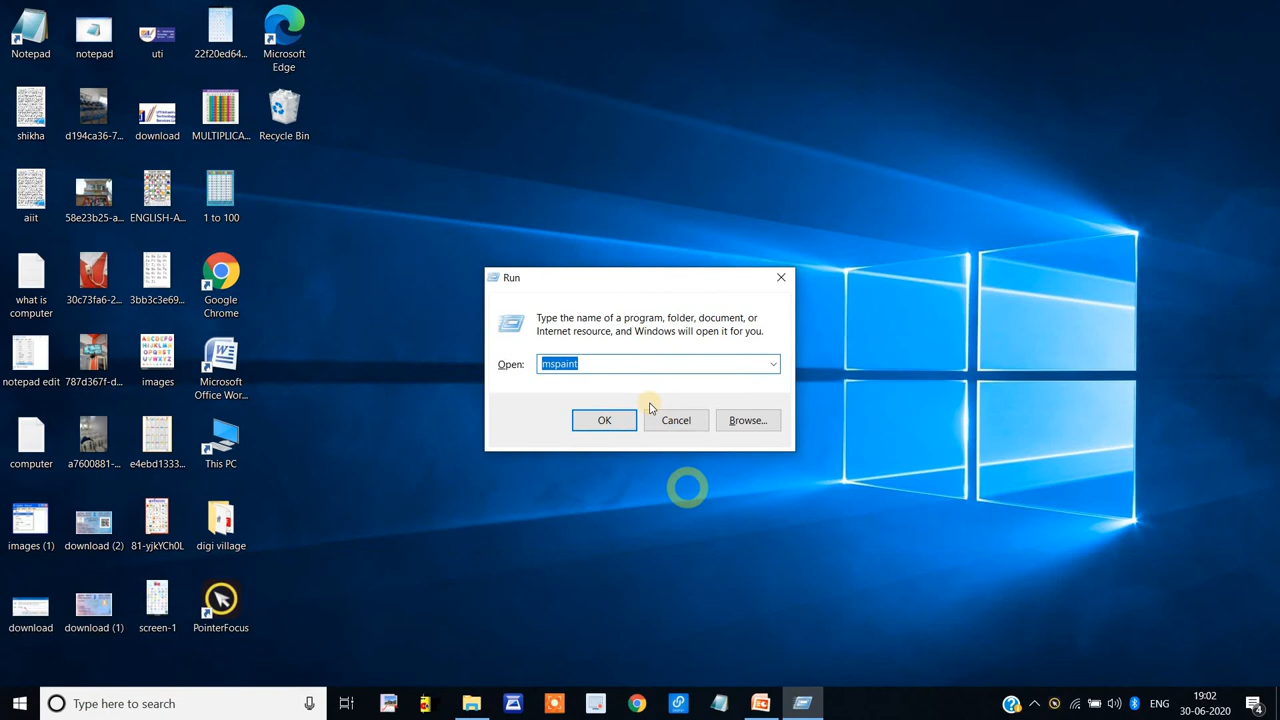 Notepad
notepad
uti
22f20ed64...
Microsoft
Edge
shikha
d194ca36-7...
download
MULTIPLICA...
Recycle Bin
aiit
58e23b25-a...
ENGLISH-A...
1 to 100
what is
computer
30c73fa6-2...
3bb3c3e69...
Google
Chrome
notepad edit
787d367f-d...
images
Microsoft
Office Wor...
computer
a7600881-...
e4ebd1333...
This PC
images (1)
download (2)
81-yjkYCh0L
digi village
download
download (1)
screen-1
PointerFocus
Run
Type the name of a program, folder, document, or
Internet resource, and Windows will open it for you.
Open: mspaint
OK
Cancel
Browse...
Type here to search
ENG
19:02
30-06-2020
4